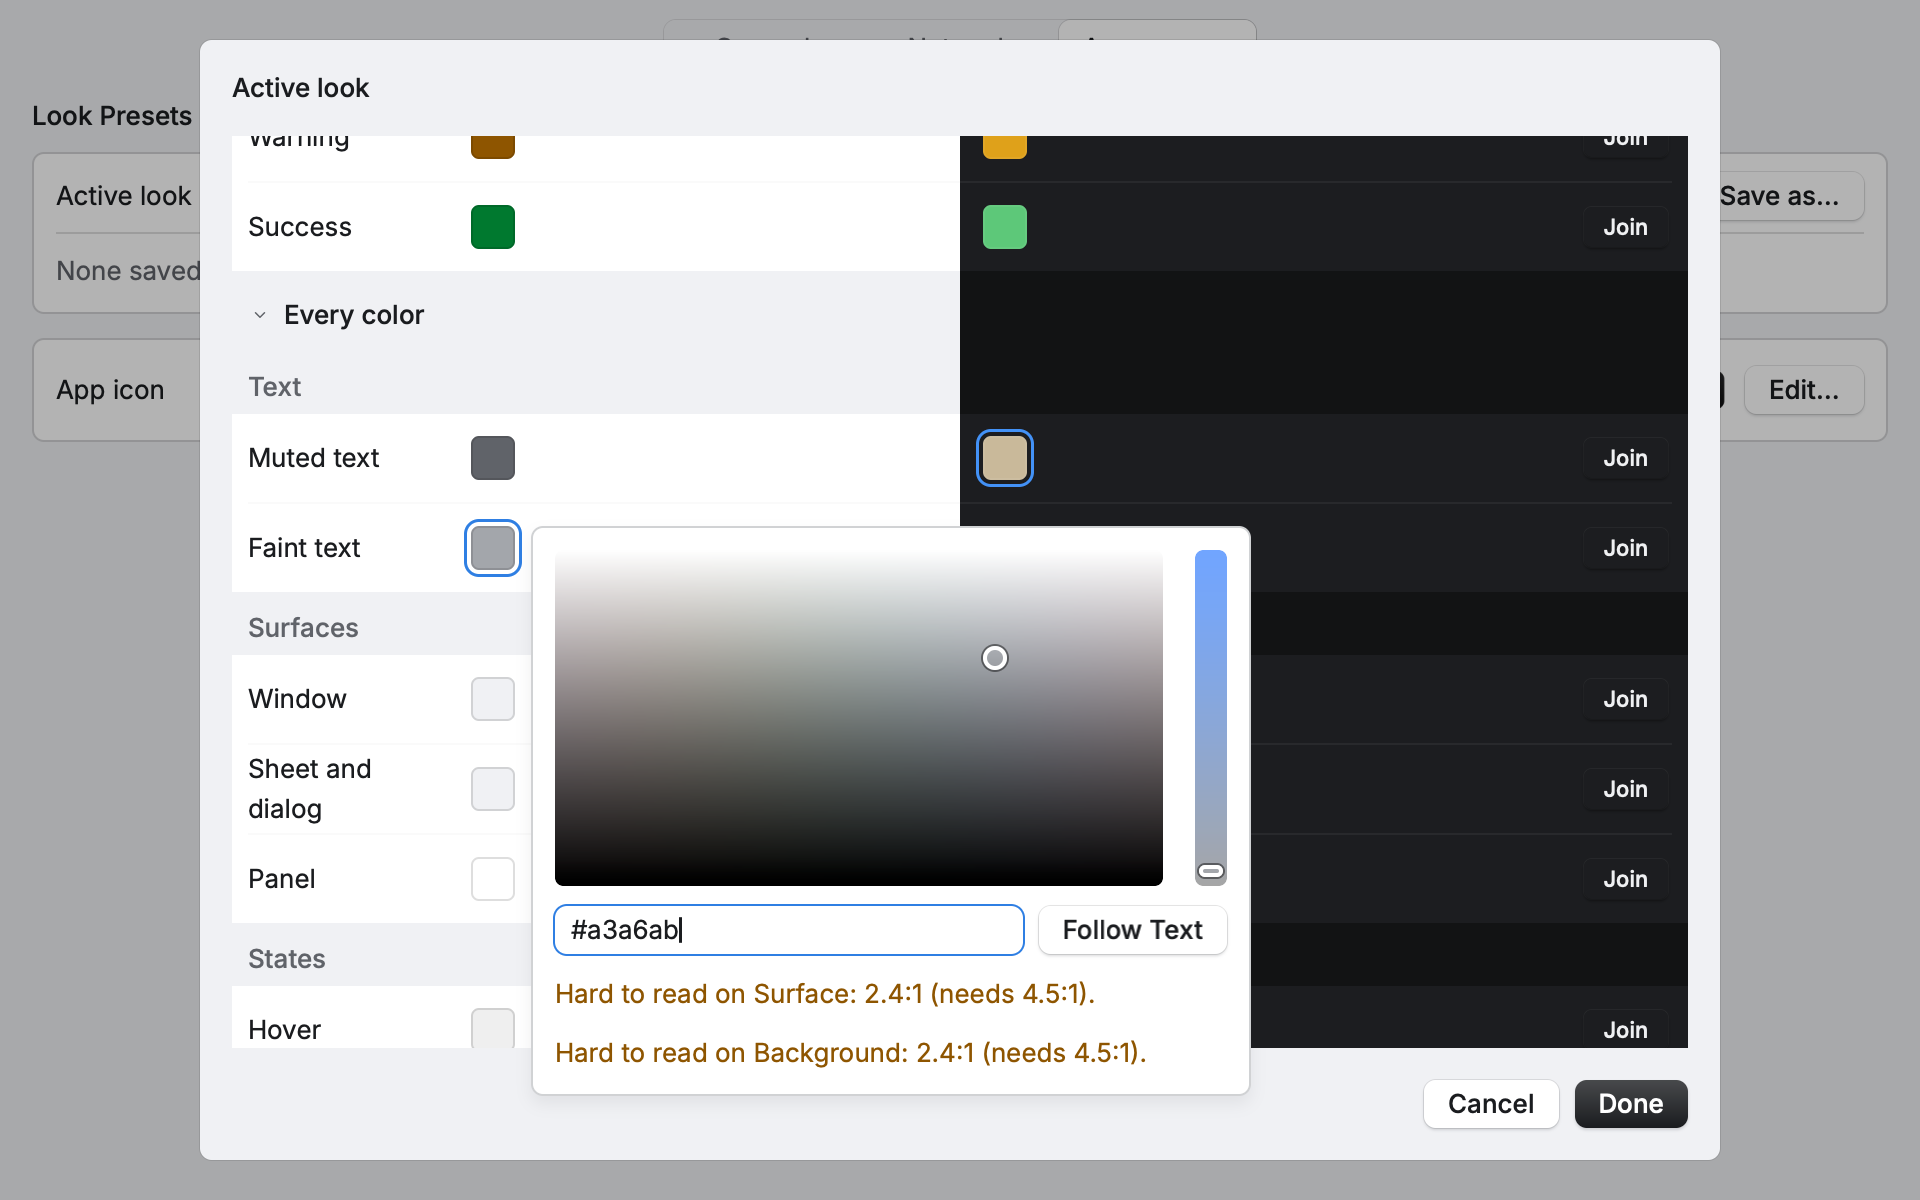 Active look
Look Presets
Warning
Join
Active look
Save as...
Success
Join
None saved
Every color
Text
App icon
Edit...
Muted text
Join
Faint text
Join
Surfaces
Window
Join
Sheet and
dialog
Join
Panel
Join
#a3a6ab
Follow Text
States
Hard to read on Surface: 2.4:1 (needs 4.5:1).
Hover
Join
Hard to read on Background: 2.4:1 (needs 4.5:1).
Cancel
Done